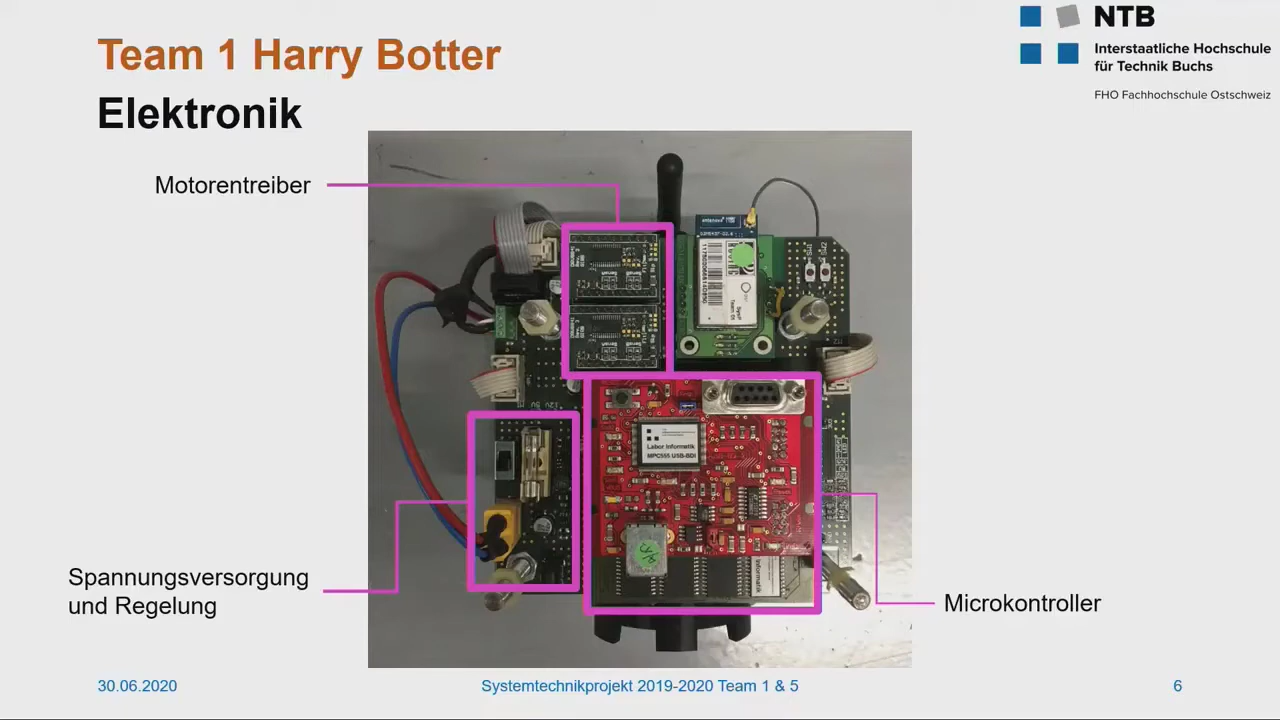 Team 1 Harry Botter
NTB
Interstaatliche Hochschule
für Technik Buchs
FHO Fachhochschule Ostschweiz
Elektronik
Motorentreiber
Labor Informatik
MPC555 USB-BDI
Informatik
Spannungsversorgung
und Regelung
Microkontroller
30.06.2020
Systemtechnikprojekt 2019-2020 Team 1 & 5
6